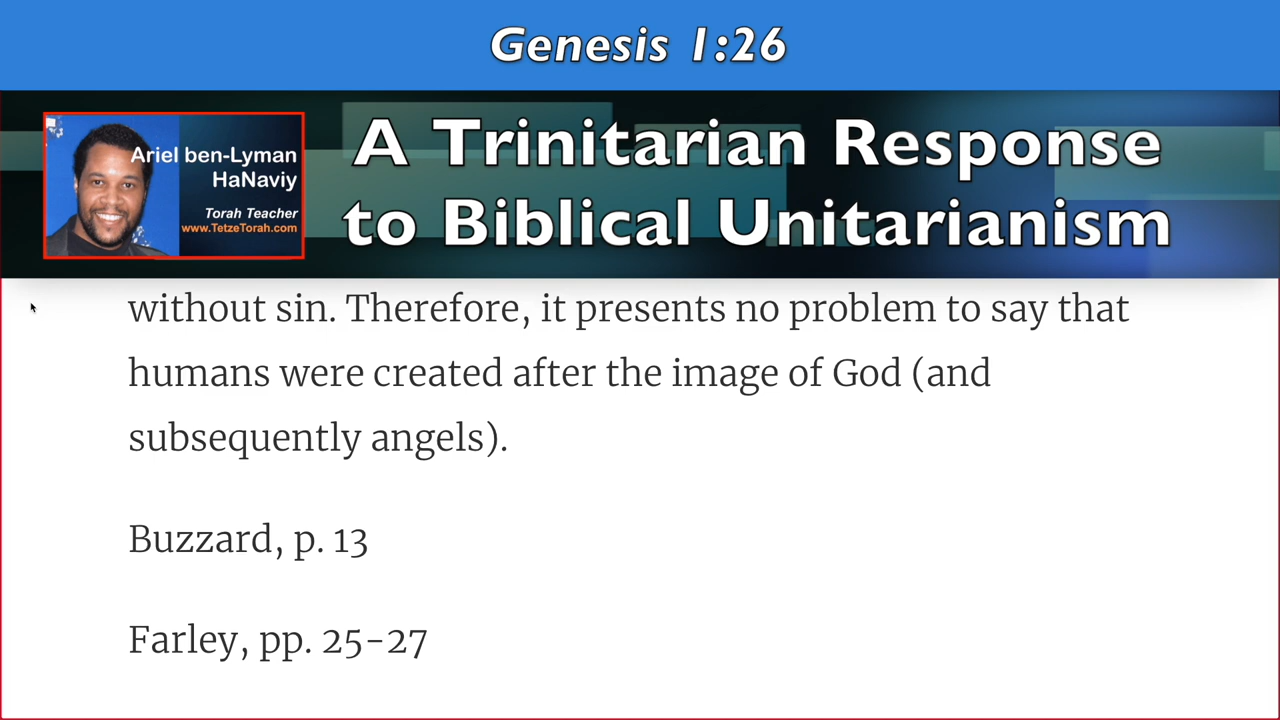 Genesis 1:26
Ariel ben-Lyman
HaNaviy
Torah Teacher
www.TetzeTorah.com
A Trinitarian Response
to Biblical Unitarianism
without sin. Therefore, it presents no problem to say that
humans were created after the image of God (and
subsequently angels).
Buzzard, p. 13
Farley, pp. 25-27